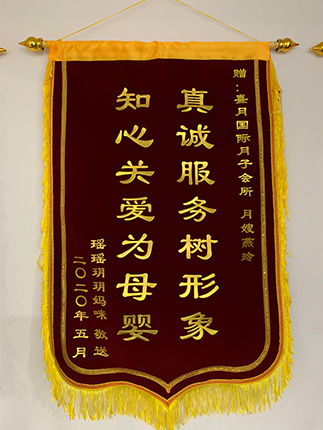 赠:熹月国际月子会所 月嫂燕玲
真诚服务树形象
知心关爱为母婴
瑶瑶玥玥妈咪 敬送
二〇二〇年五月